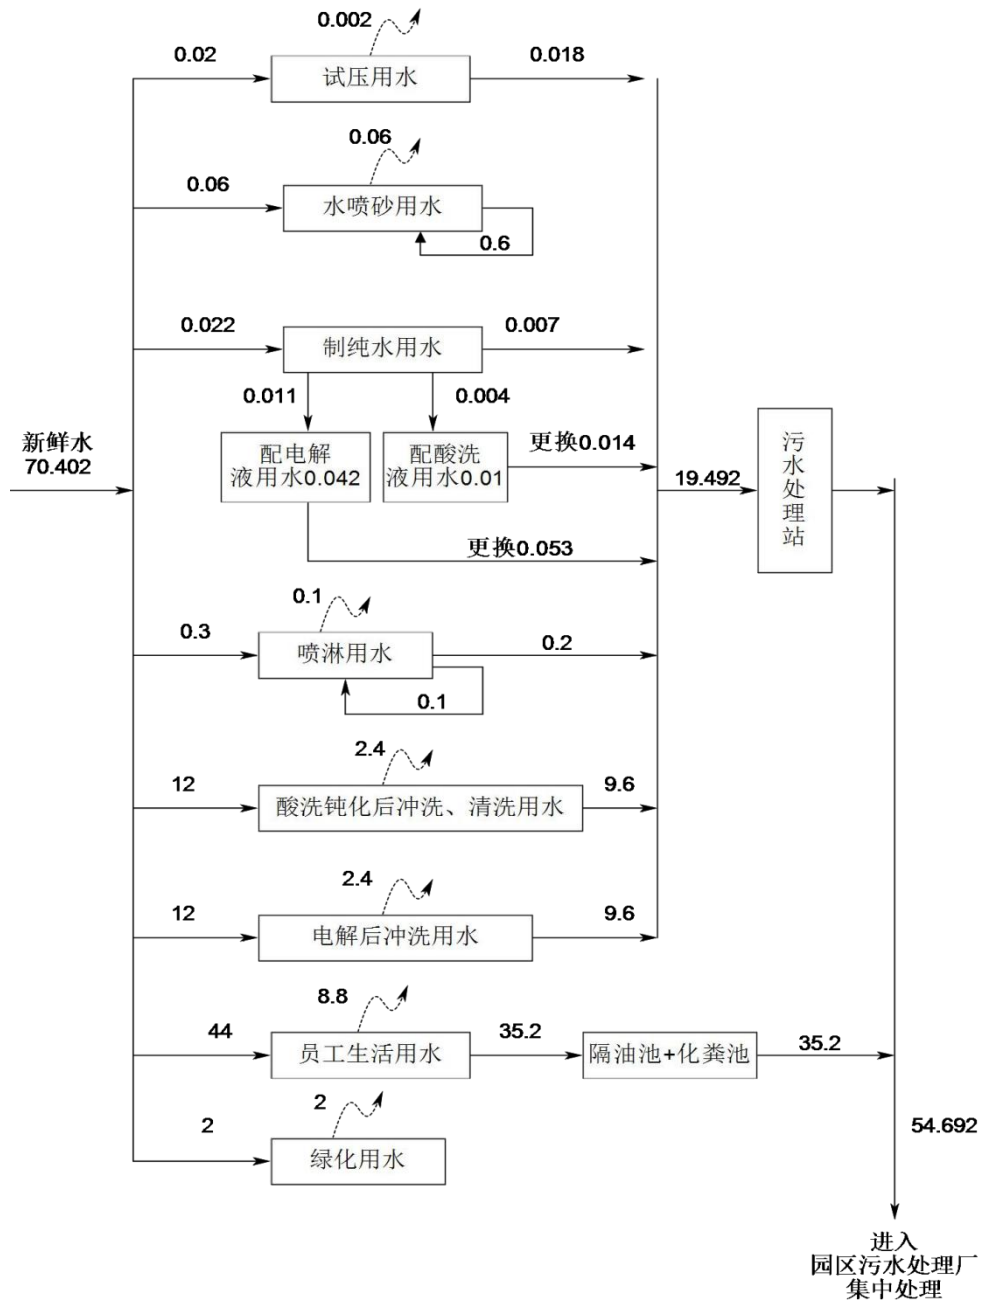 0.002
0.02
试压用水
0.018
0.06
0.06
水喷砂用水
0.6
0.022
制纯水用水
0.007
0.011
0.004
新鲜水
70.402
配电解
液用水0.042
配酸洗
液用水0.01
更换0.014
19.492
污
水
处
理
站
更换0.053
0.1
0.3
喷淋用水
0.2
0.1
2.4
12
酸洗钝化后冲洗、清洗用水
9.6
2.4
12
电解后冲洗用水
9.6
8.8
44
员工生活用水
35.2
隔油池+化粪池
35.2
2
2
绿化用水
54.692
进入
园区污水处理厂
集中处理